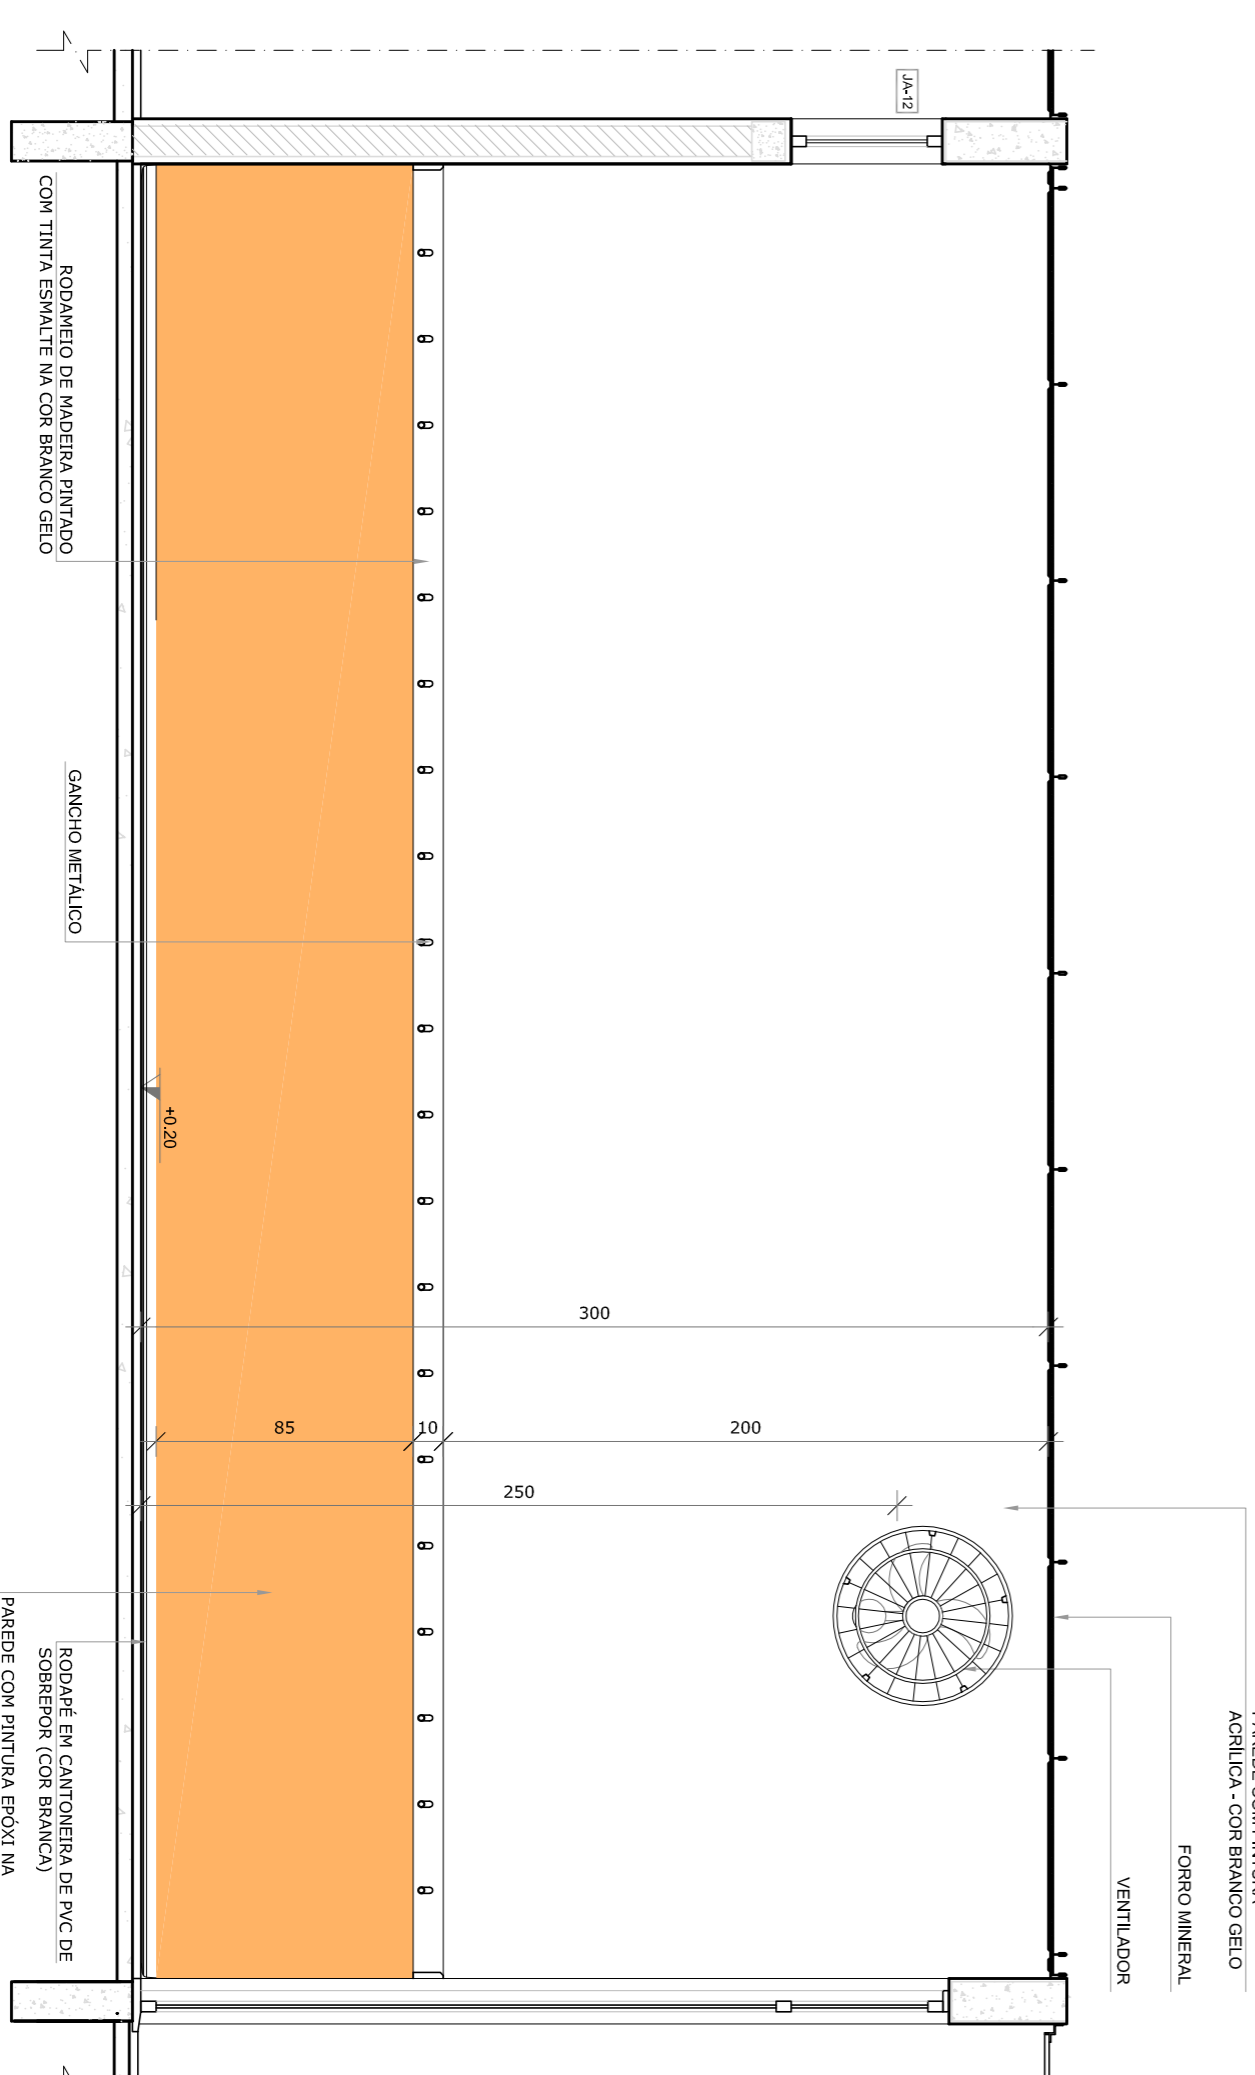 JA-12
ACRÍLICA - COR BRANCO GELO
FORRO MINERAL
VENTILADOR
300
85
10
200
250
+0.20
RODAMEIO DE MADEIRA PINTADO
COM TINTA ESMALTE NA COR BRANCO GELO
GANCHO METÁLICO
RODAPÉ EM CANTONEIRA DE PVC DE
SOBREPOR (COR BRANCA)
PAREDE COM PINTURA EPÓXI NA